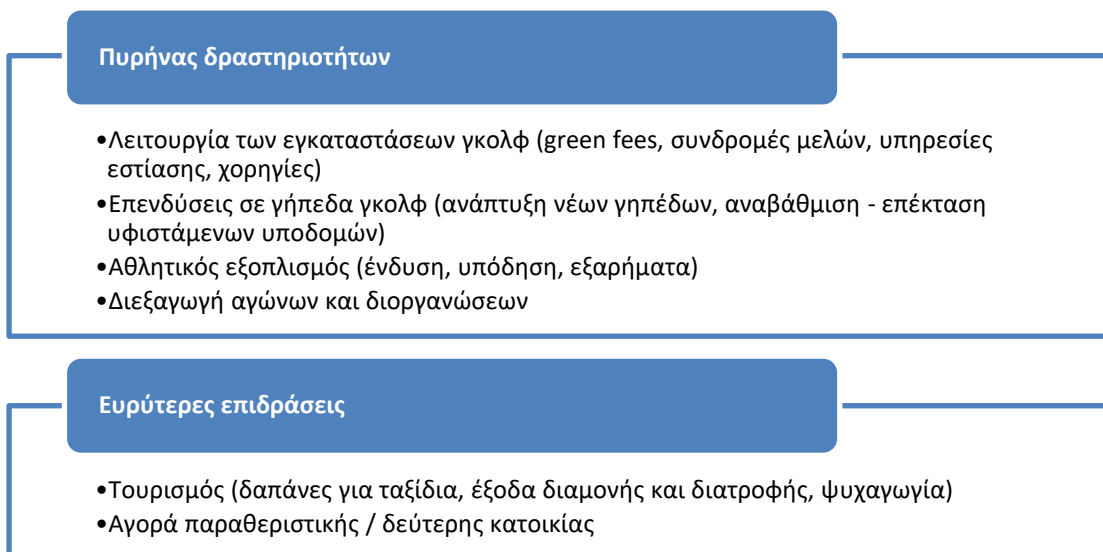 Πυρήνας δραστηριοτήτων
•Λειτουργία των εγκαταστάσεων γκολφ (green fees, συνδρομές μελών, υπηρεσίες
εστίασης, χορηγίες)
•Επενδύσεις σε γήπεδα γκολφ (ανάπτυξη νέων γηπέδων, αναβάθμιση - επέκταση
υφιστάμενων υποδομών)
•Αθλητικός εξοπλισμός (ένδυση, υπόδηση, εξαρήματα)
•Διεξαγωγή αγώνων και διοργανώσεων
Ευρύτερες επιδράσεις
•Τουρισμός (δαπάνες για ταξίδια, έξοδα διαμονής και διατροφής, ψυχαγωγία)
•Αγορά παραθεριστικής / δεύτερης κατοικίας